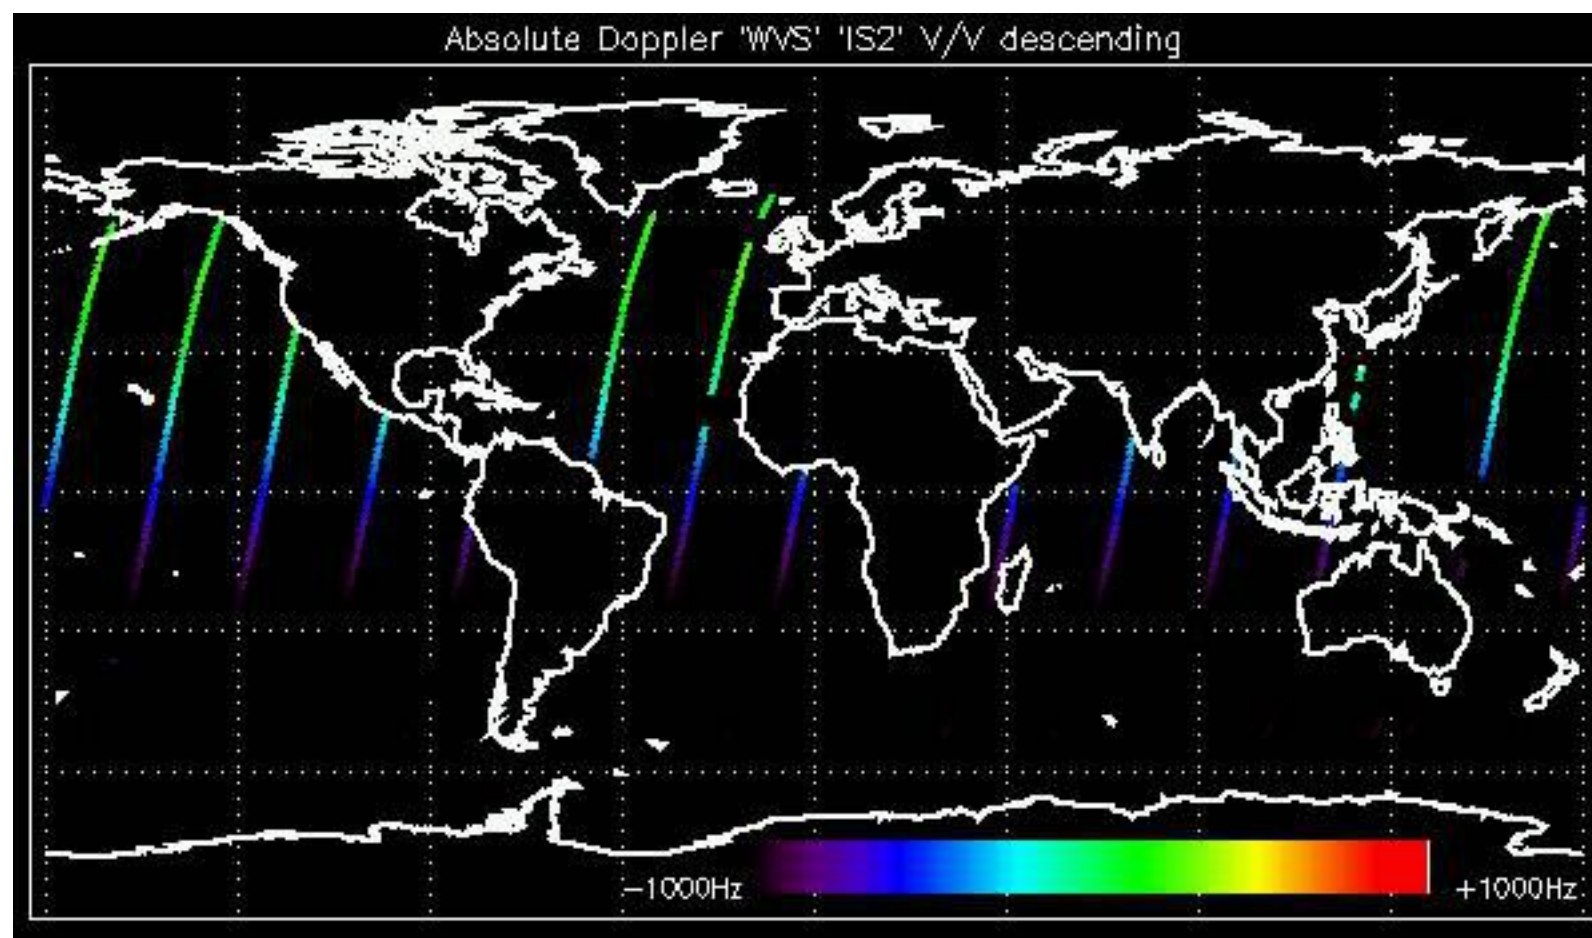 Absolute Doppler 'WVS' 'IS2' V/V descending
−1000Hz
+1000Hz